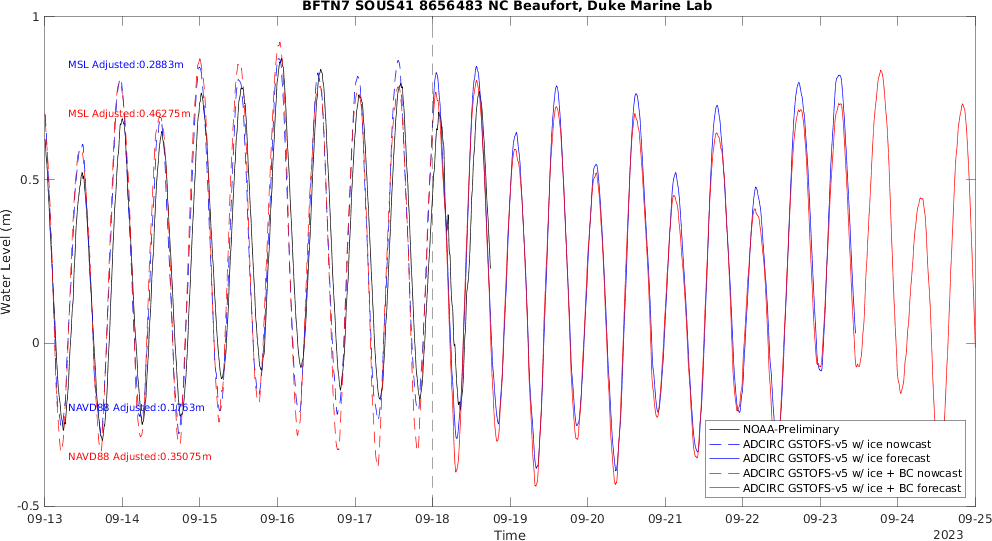 BFTN7 SOUS41 8656483 NC Beaufort, Duke Marine Lab
1
0.5
0
-0.5
Water Level (m)
MSL Adjusted:0.2883m
MSL Adjusted:0.46275m
NAVD88 Adjusted:0.1763m
NAVD88 Adjusted:0.35075m
NOAA-Preliminary
ADCIRC GSTOFS-v5 w/ ice nowcast
ADCIRC GSTOFS-v5 w/ ice forecast
ADCIRC GSTOFS-v5 w/ ice + BC nowcast
ADCIRC GSTOFS-v5 w/ ice + BC forecast
09-13 09-14 09-15 09-16 09-17 09-18 09-19 09-20 09-21 09-22 09-23 09-24 09-25
Time
2023